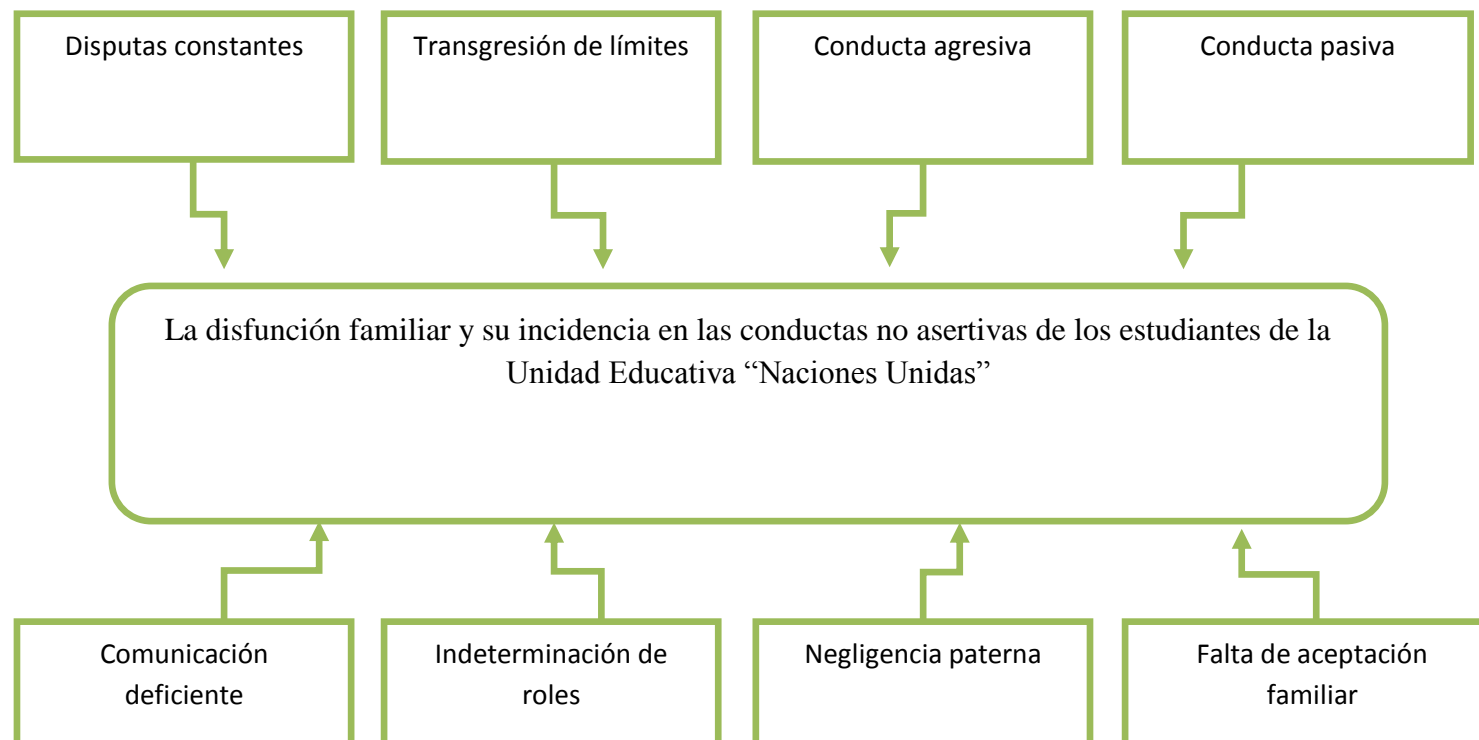 Disputas constantes
Transgresión de límites
Conducta agresiva
Conducta pasiva
La disfunción familiar y su incidencia en las conductas no asertivas de los estudiantes de la
Unidad Educativa “Naciones Unidas”
Comunicación
deficiente
Indeterminación de
roles
Negligencia paterna
Falta de aceptación
familiar